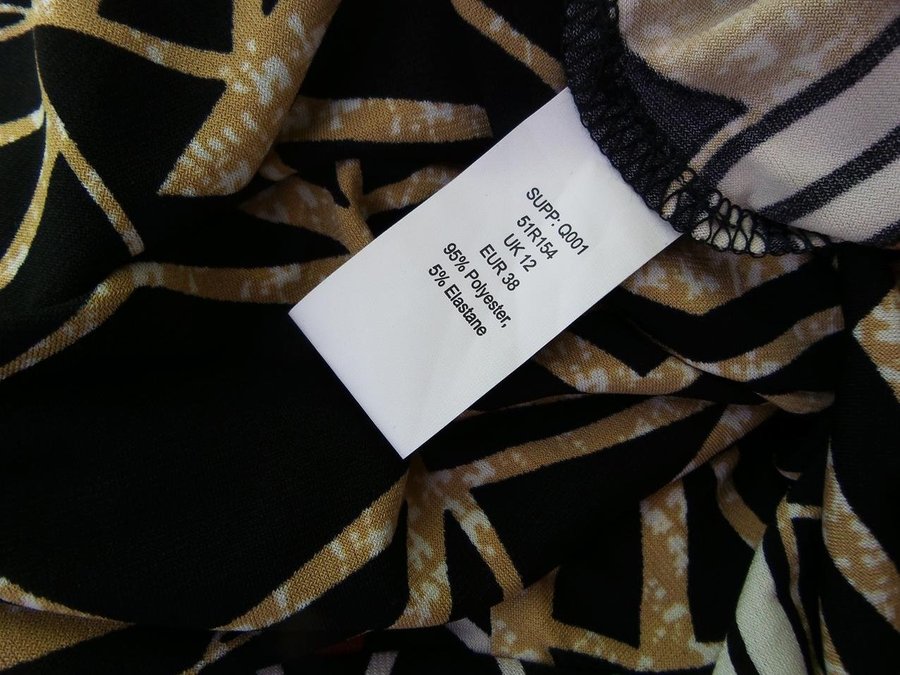 SUPP: Q001
51R154
UK 12
EUR 38
95% Polyester,
5% Elastane